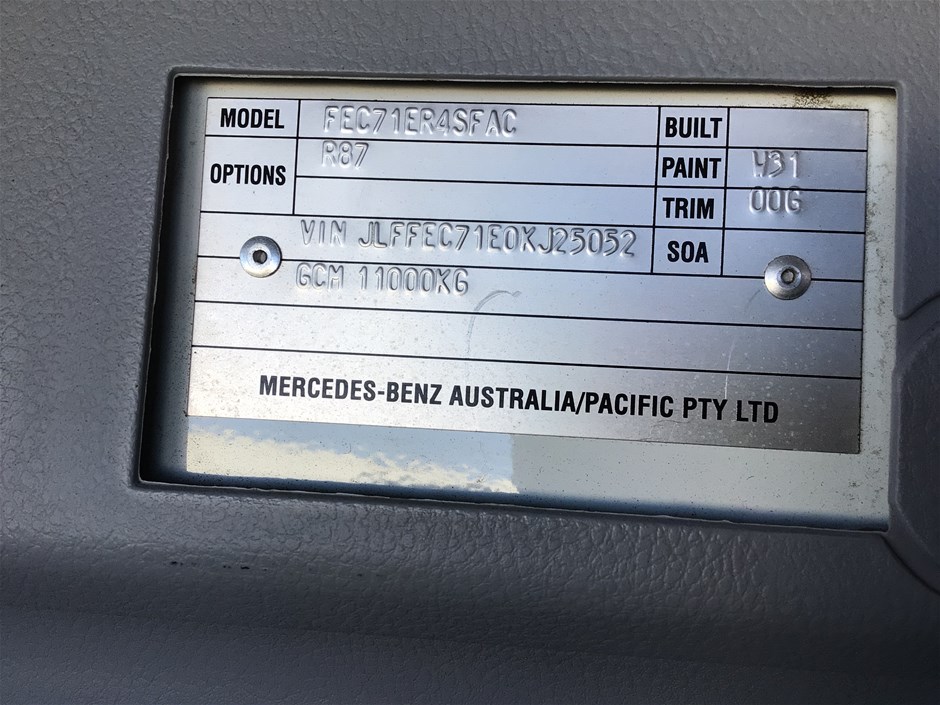 MODEL FEC71ER4SFAC BUILT
OPTIONS R87 PAINT W31
TRIM 00G
VIN JLFFEC71E0KJ25052 SOA
GCM 11000KG
MERCEDES-BENZ AUSTRALIA/PACIFIC PTY LTD